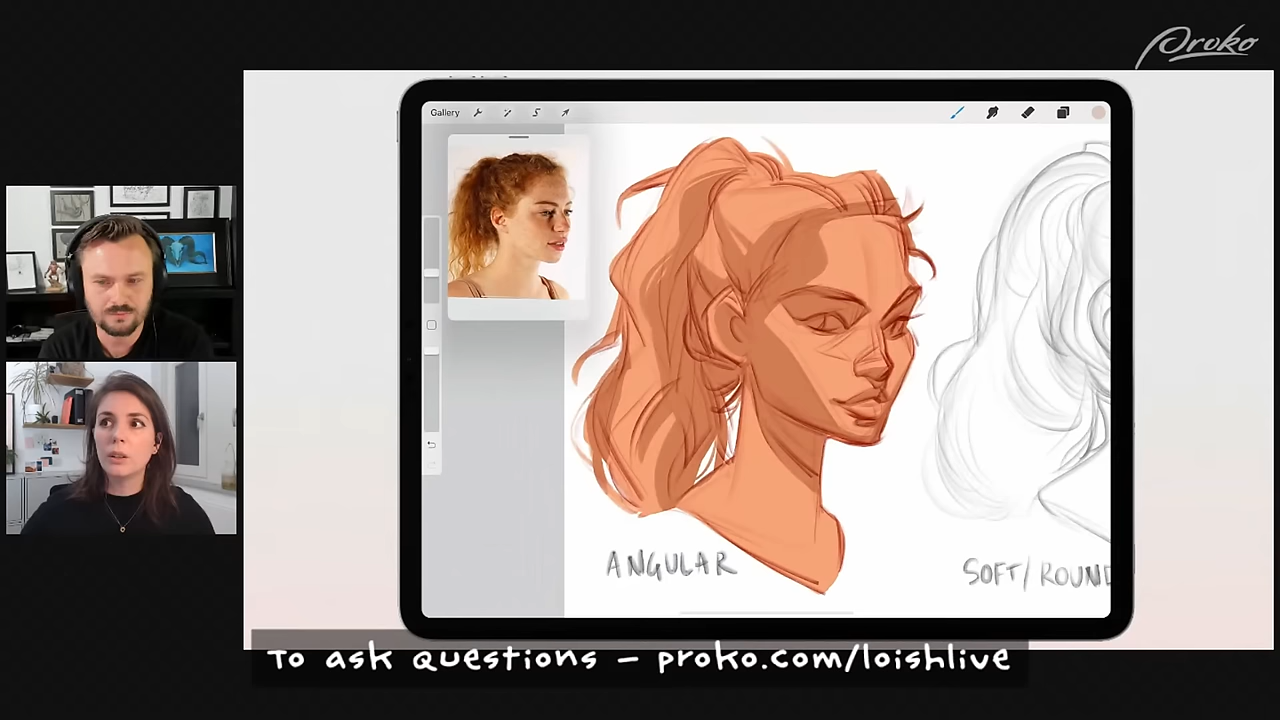 Proko
Gallery
ANGULAR
SOFT/ROUND
To ask questions – proko.com/loishlive